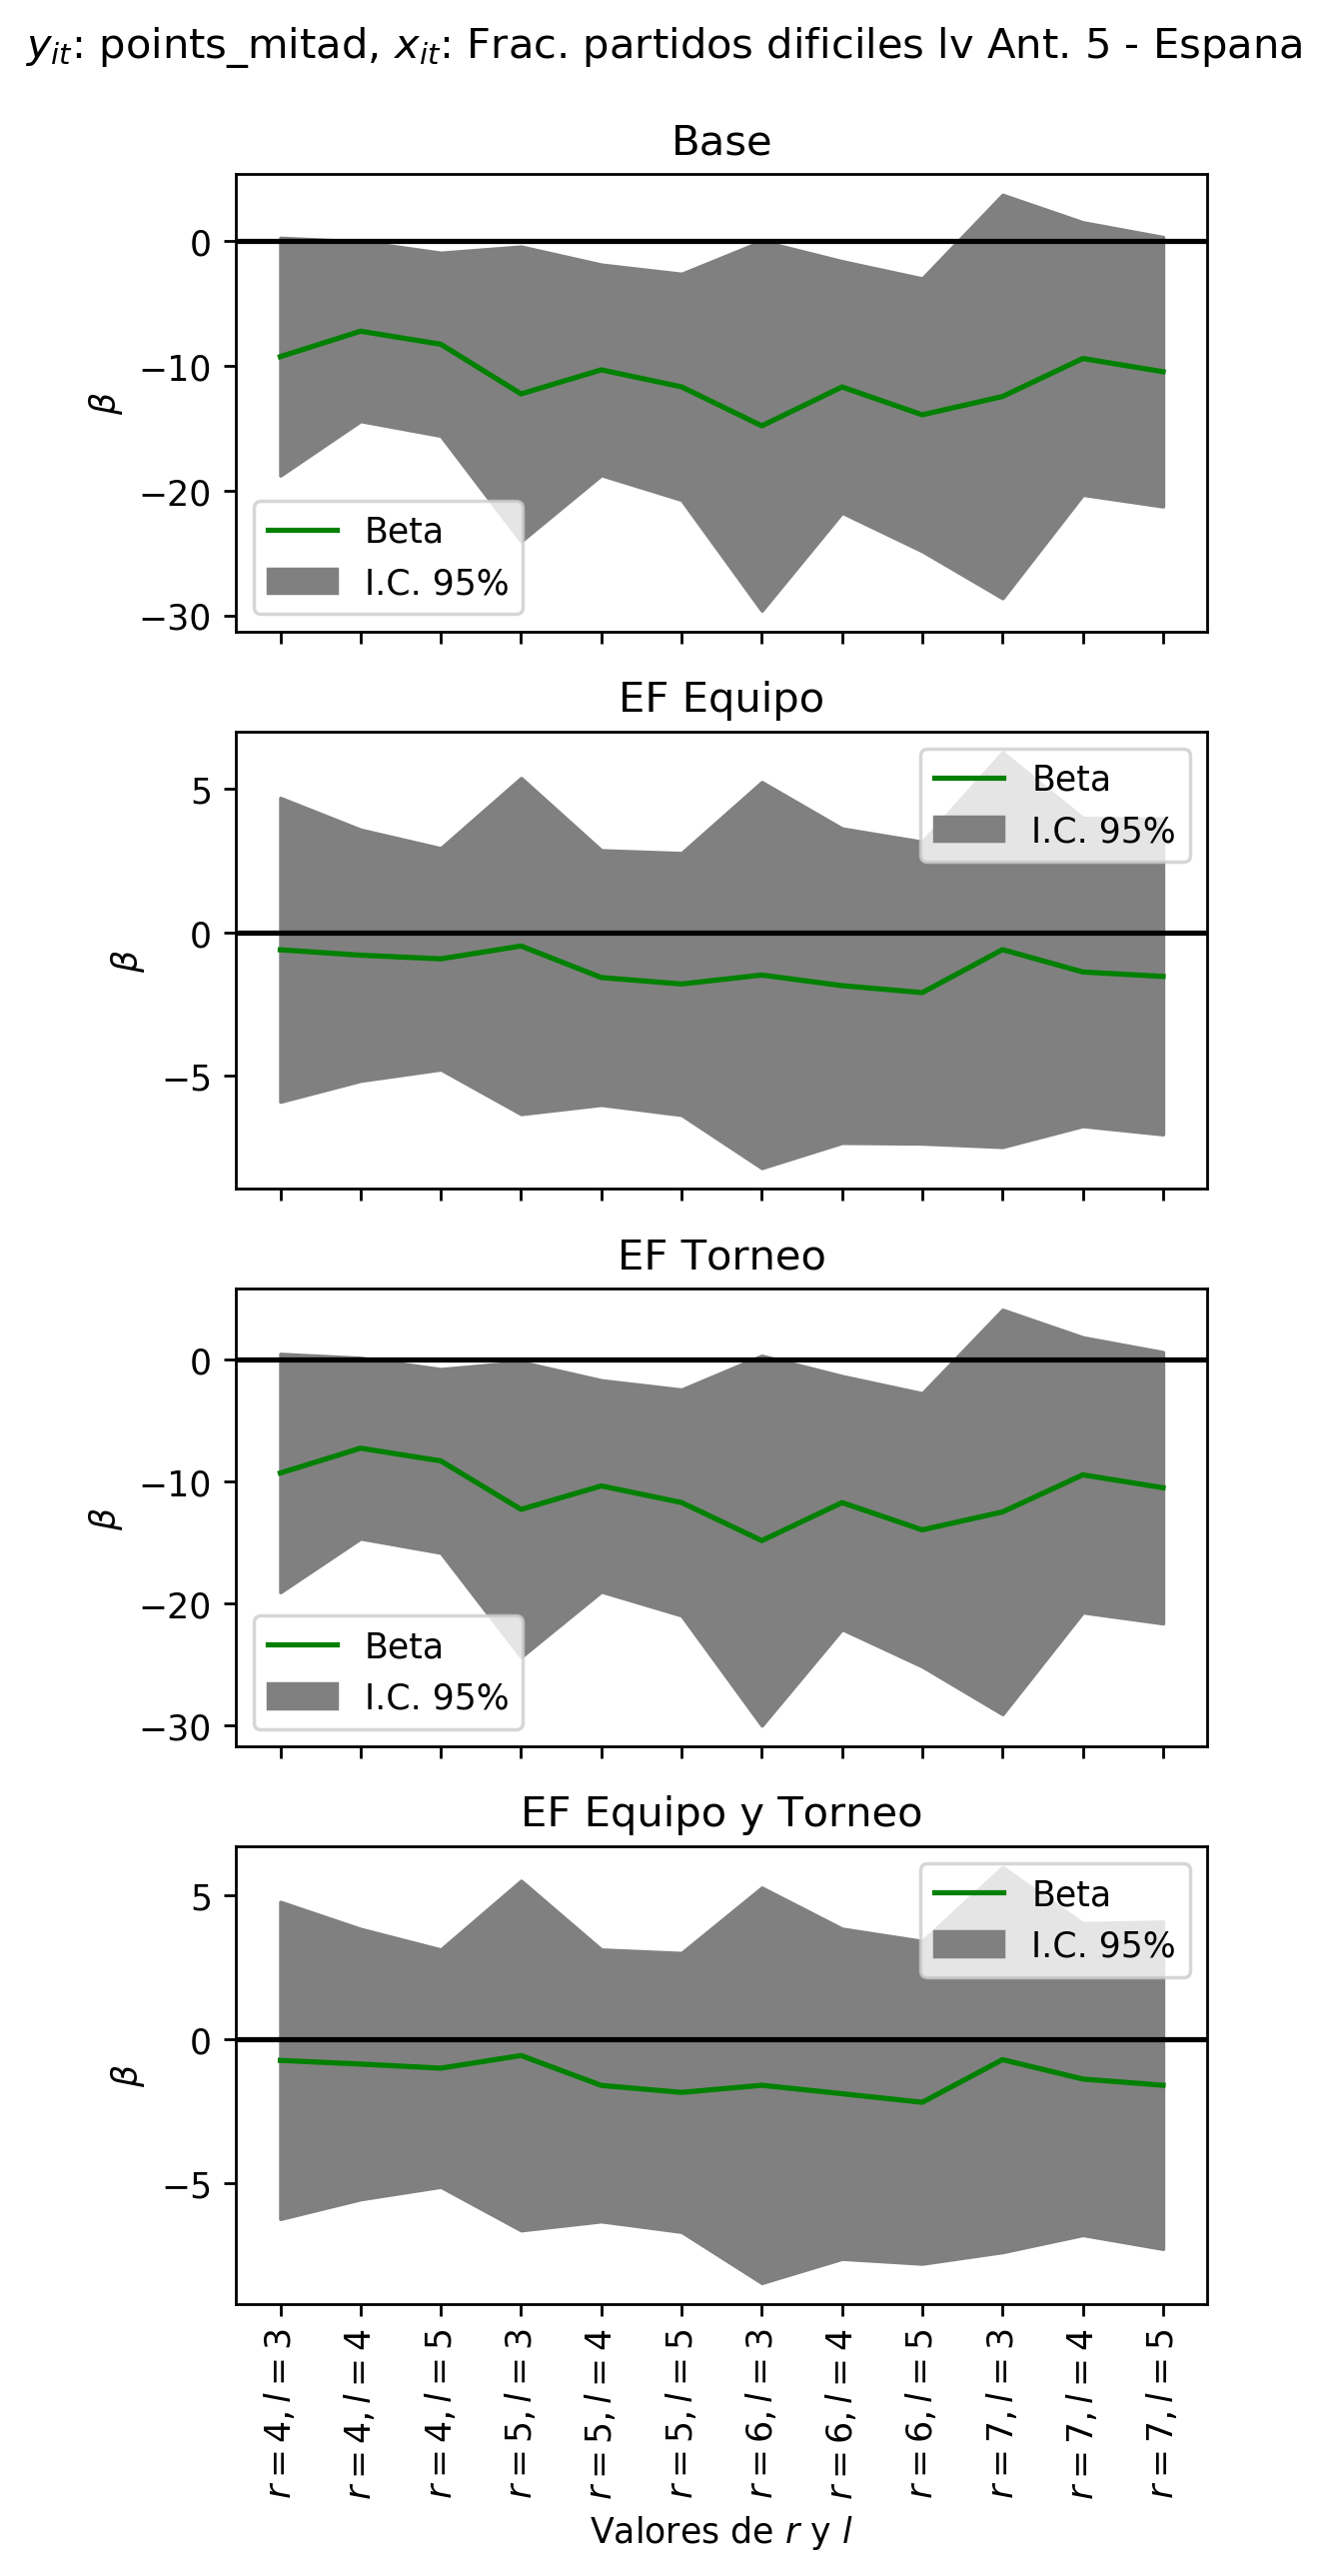 y_it: points_mitad, x_it: Frac. partidos dificiles lv Ant. 5 - Espana
Base
0
−10
−20
−30
β
Beta
I.C. 95%
EF Equipo
5
0
−5
β
Beta
I.C. 95%
EF Torneo
0
−10
−20
−30
β
Beta
I.C. 95%
EF Equipo y Torneo
5
0
−5
β
Beta
I.C. 95%
r = 4, l = 3
r = 4, l = 4
r = 4, l = 5
r = 5, l = 3
r = 5, l = 4
r = 5, l = 5
r = 6, l = 3
r = 6, l = 4
r = 6, l = 5
r = 7, l = 3
r = 7, l = 4
r = 7, l = 5
Valores de r y l